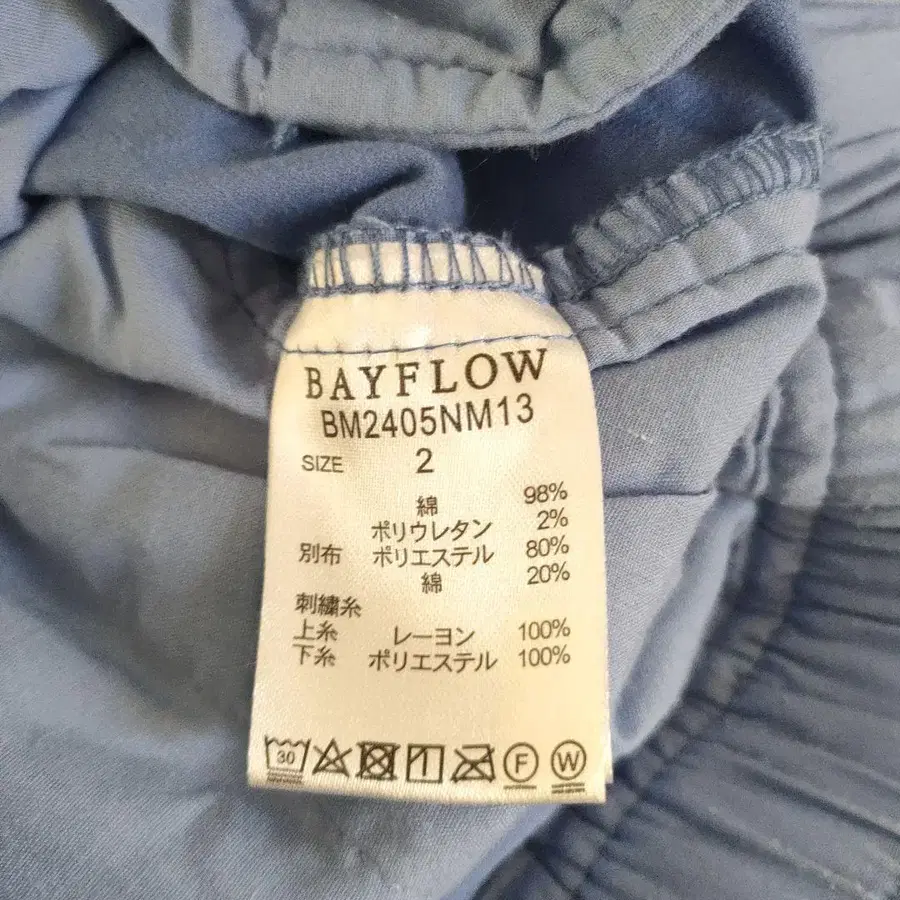 BAYFLOW
BM2405NM13
SIZE 2
綿 98%
ポリウレタン 2%
別布 ポリエステル 80%
綿 20%
刺繍糸
上糸 レーヨン 100%
下糸 ポリエステル 100%
30 F W